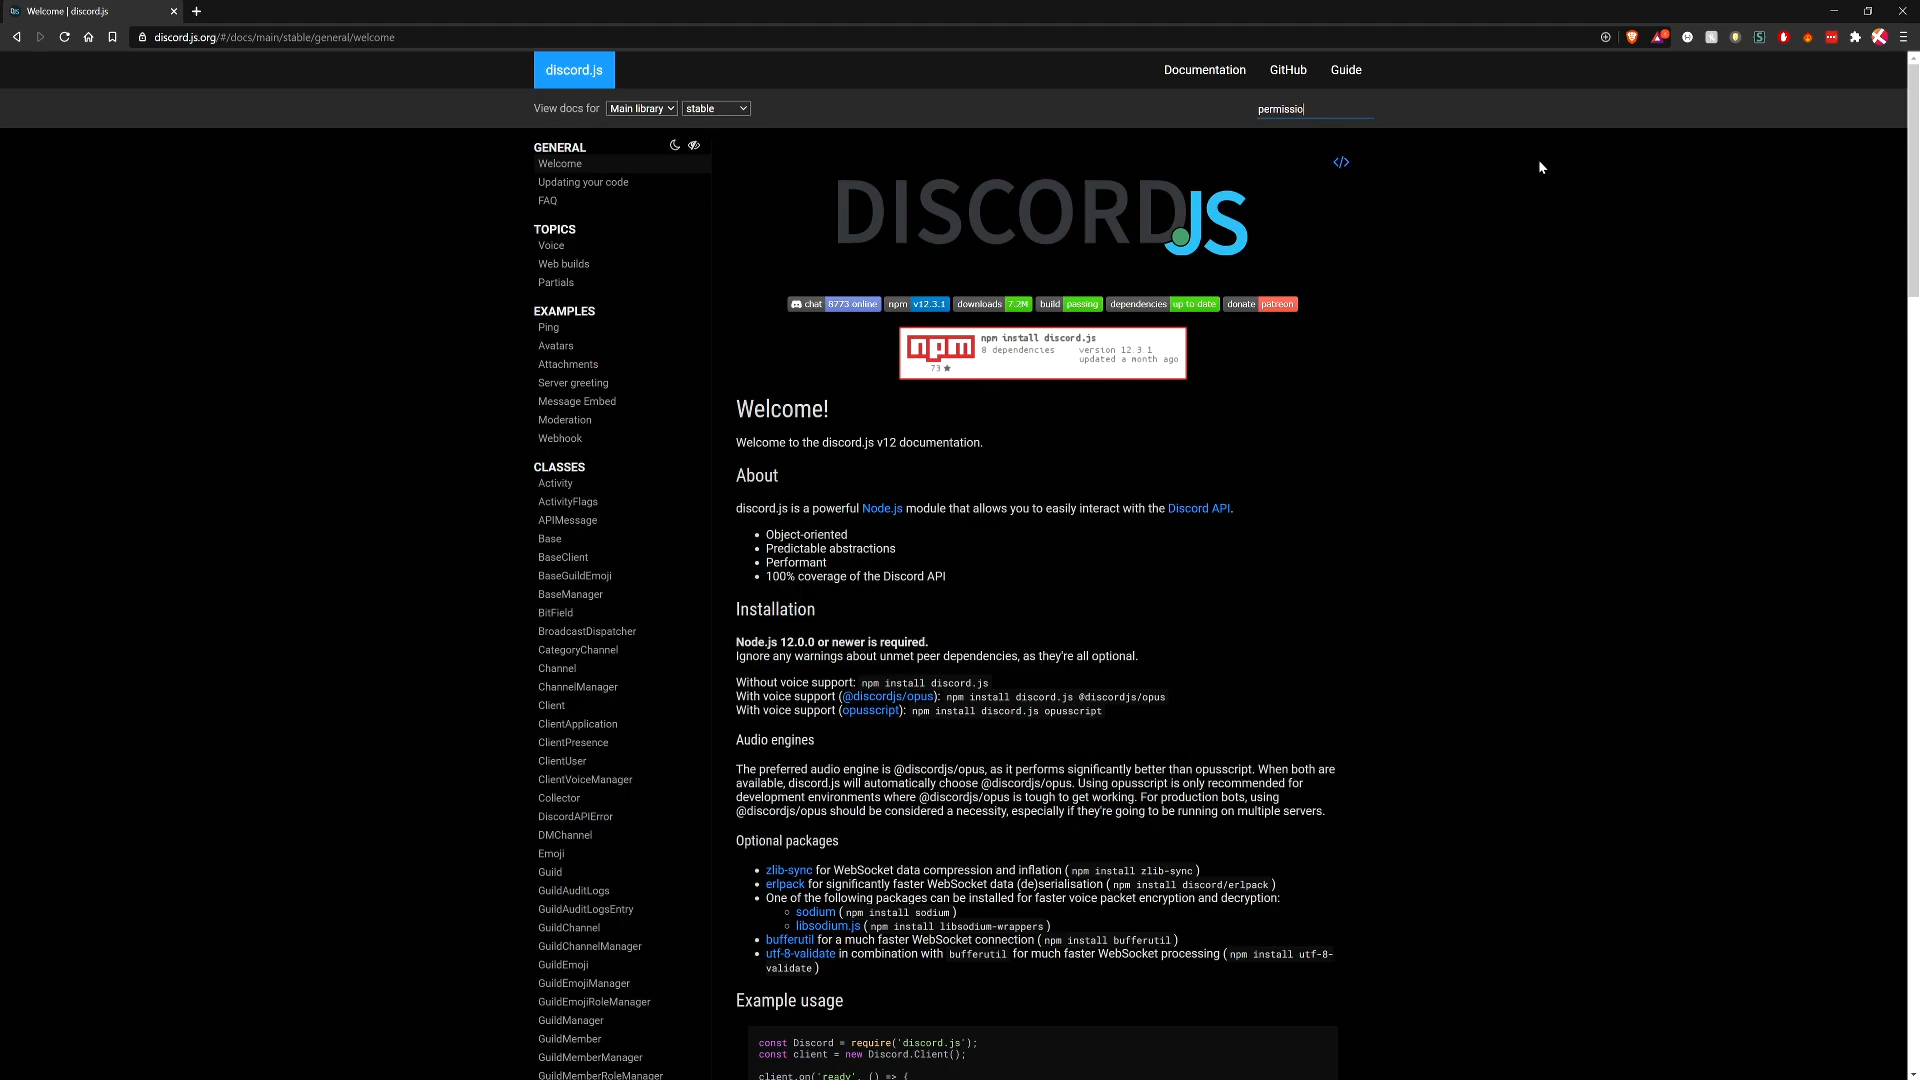 Welcome | discord.js
discord.js.org/#/docs/main/stable/general/welcome
discord.js
Documentation
GitHub
Guide
View docs for
Main library
stable
permissio
GENERAL
Welcome
Updating your code
FAQ
TOPICS
Voice
Web builds
Partials
EXAMPLES
Ping
Avatars
Attachments
Server greeting
Message Embed
Moderation
Webhook
CLASSES
Activity
ActivityFlags
APIMessage
Base
BaseClient
BaseGuildEmoji
BaseManager
BitField
BroadcastDispatcher
CategoryChannel
Channel
ChannelManager
Client
ClientApplication
ClientPresence
ClientUser
ClientVoiceManager
Collector
DiscordAPIError
DMChannel
Emoji
Guild
GuildAuditLogs
GuildAuditLogsEntry
GuildChannel
GuildChannelManager
GuildEmoji
GuildEmojiManager
GuildEmojiRoleManager
GuildManager
GuildMember
GuildMemberManager
GuildMemberRoleManager
</>
DISCORD.JS
chat 8773 online npm v12.3.1 downloads 7.2M build passing dependencies up to date donate patreon
npm
npm install discord.js
8 dependencies version 12.3.1
updated a month ago
73 ★
Welcome!
Welcome to the discord.js v12 documentation.
About
discord.js is a powerful Node.js module that allows you to easily interact with the Discord API.
• Object-oriented
• Predictable abstractions
• Performant
• 100% coverage of the Discord API
Installation
Node.js 12.0.0 or newer is required.
Ignore any warnings about unmet peer dependencies, as they're all optional.
Without voice support: npm install discord.js
With voice support (@discordjs/opus): npm install discord.js @discordjs/opus
With voice support (opusscript): npm install discord.js opusscript
Audio engines
The preferred audio engine is @discordjs/opus, as it performs significantly better than opusscript. When both are
available, discord.js will automatically choose @discordjs/opus. Using opusscript is only recommended for
development environments where @discordjs/opus is tough to get working. For production bots, using
@discordjs/opus should be considered a necessity, especially if they're going to be running on multiple servers.
Optional packages
• zlib-sync for WebSocket data compression and inflation ( npm install zlib-sync )
• erlpack for significantly faster WebSocket data (de)serialisation ( npm install discord/erlpack )
• One of the following packages can be installed for faster voice packet encryption and decryption:
◦ sodium ( npm install sodium )
◦ libsodium.js ( npm install libsodium-wrappers )
• bufferutil for a much faster WebSocket connection ( npm install bufferutil )
• utf-8-validate in combination with bufferutil for much faster WebSocket processing ( npm install utf-8-
validate )
Example usage
const Discord = require('discord.js');
const client = new Discord.Client();
client.on('ready', () => {